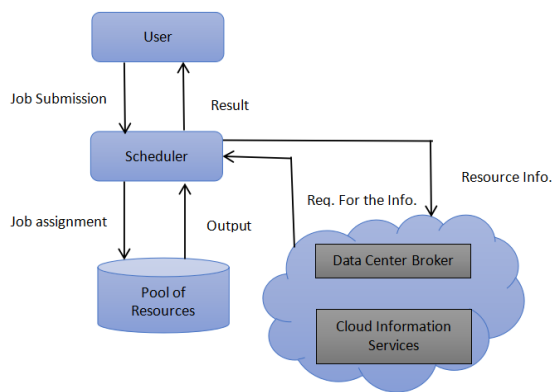 User
Job Submission
Result
Scheduler
Resource Info.
Req. For the Info.
Job assignment
Output
Data Center Broker
Pool of
Resources
Cloud Information
Services